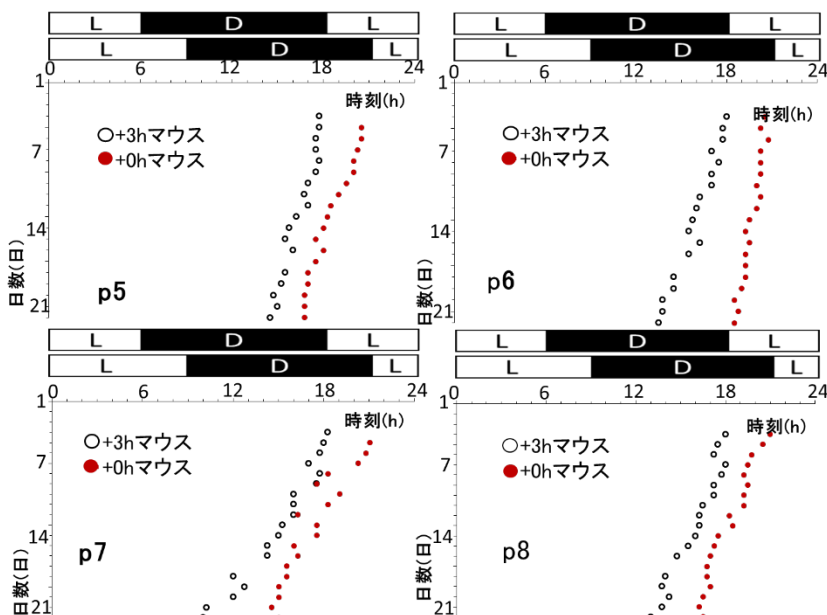 L D L
L D L
0 6 12 18 24
1
時刻(h)
○+3hマウス
●+0hマウス
7
14
21
日数(日)
p5
L D L
L D L
0 6 12 18 24
1
時刻(h)
○+3hマウス
●+0hマウス
7
14
21
日数(日)
p6
L D L
L D L
0 6 12 18 24
1
時刻(h)
○+3hマウス
●+0hマウス
7
14
21
日数(日)
p7
L D L
L D L
0 6 12 18 24
1
時刻(h)
○+3hマウス
●+0hマウス
7
14
21
日数(日)
p8